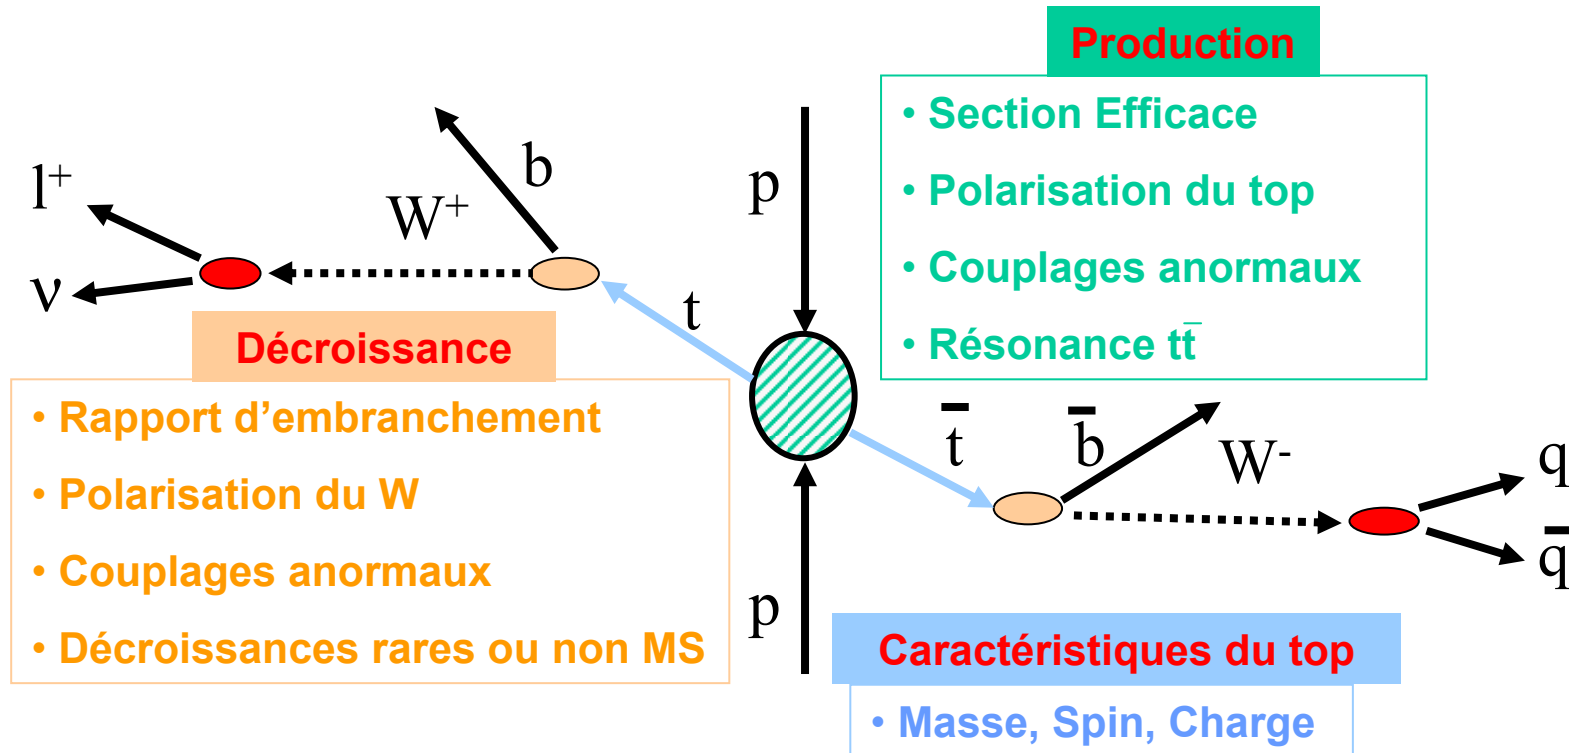 Production
• Section Efficace
• Polarisation du top
• Couplages anormaux
• Résonance tt̅
l⁺
ν
W⁺
b
t
p
Décroissance
• Rapport d’embranchement
• Polarisation du W
• Couplages anormaux
• Décroissances rares ou non MS
t̅
b̅
W⁻
q
q̅
p
Caractéristiques du top
• Masse, Spin, Charge